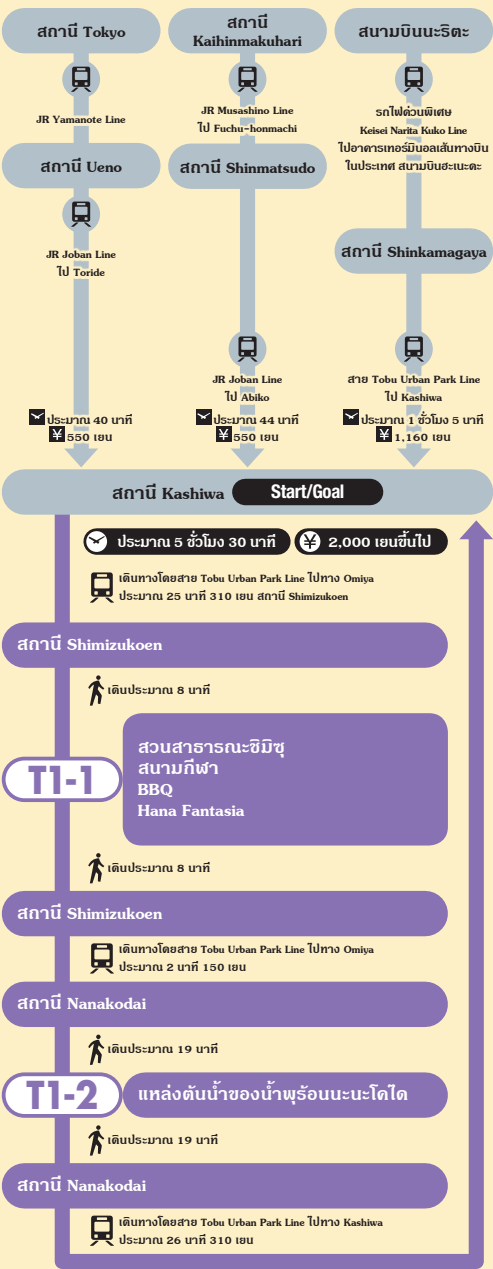 สถานี Tokyo
JR Yamanote Line
สถานี Ueno
JR Joban Line
ไป Toride
ประมาณ 40 นาที
¥ 550 เยน
สถานี
Kaihinmakuhari
JR Musashino Line
ไป Fuchu-honmachi
สถานี Shinmatsudo
JR Joban Line
ไป Abiko
ประมาณ 44 นาที
¥ 550 เยน
สนามบินนะริตะ
รถไฟด่วนพิเศษ
Keisei Narita Kuko Line
ไปอาคารเทอร์มินอลเส้นทางบิน
ในประเทศ สนามบินฮะเนะดะ
สถานี Shinkamagaya
สาย Tobu Urban Park Line
ไป Kashiwa
ประมาณ 1 ชั่วโมง 5 นาที
¥ 1,160 เยน
สถานี Kashiwa Start/Goal
ประมาณ 5 ชั่วโมง 30 นาที ¥ 2,000 เยนขึ้นไป
เดินทางโดยสาย Tobu Urban Park Line ไปทาง Omiya
ประมาณ 25 นาที 310 เยน สถานี Shimizukoen
สถานี Shimizukoen
เดินประมาณ 8 นาที
T1-1
สวนสาธารณะชิมิซุ
สนามกีฬา
BBQ
Hana Fantasia
เดินประมาณ 8 นาที
สถานี Shimizukoen
เดินทางโดยสาย Tobu Urban Park Line ไปทาง Omiya
ประมาณ 2 นาที 150 เยน
สถานี Nanakodai
เดินประมาณ 19 นาที
T1-2 แหล่งต้นน้ำของน้ำพุร้อนนะนะโคได
เดินประมาณ 19 นาที
สถานี Nanakodai
เดินทางโดยสาย Tobu Urban Park Line ไปทาง Kashiwa
ประมาณ 26 นาที 310 เยน